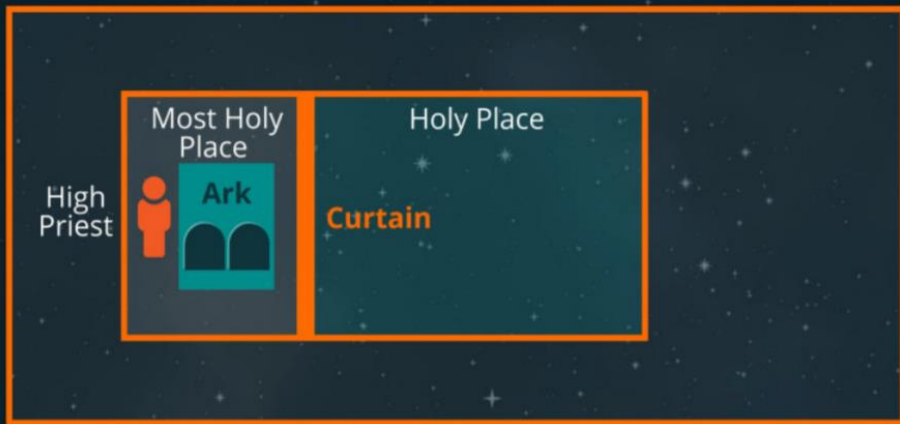 Most Holy
Place
Holy Place
High
Priest
Ark
Curtain